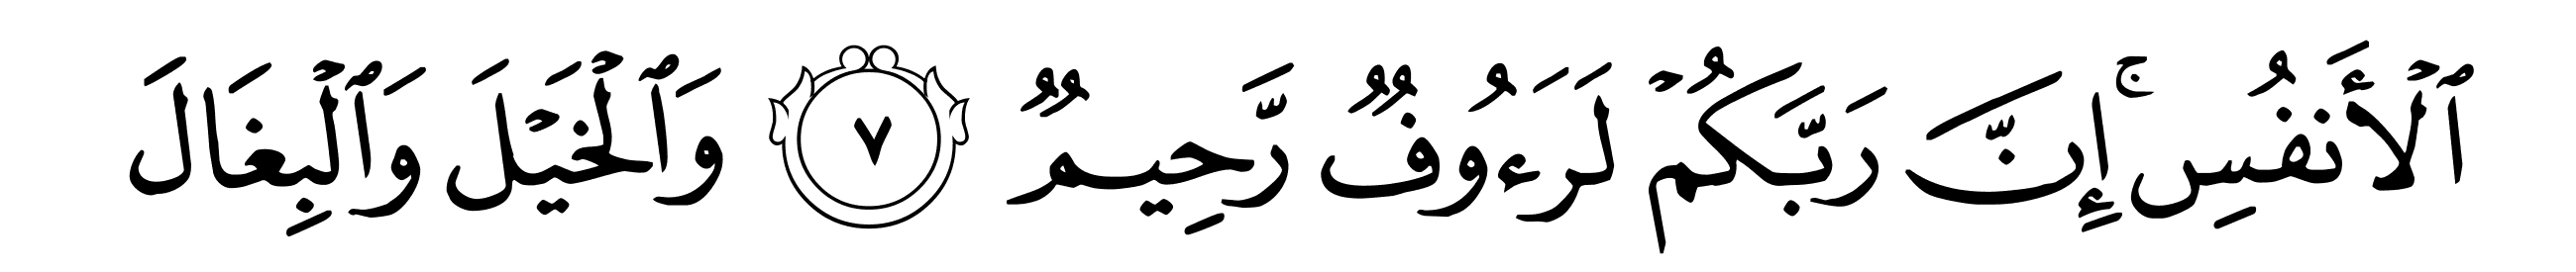 ٱلْأَنفُسِ ۚ إِنَّ رَبَّكُمْ لَرَءُوفٌ رَّحِيمٌ ٧ وَٱلْخَيْلَ وَٱلْبِغَالَ